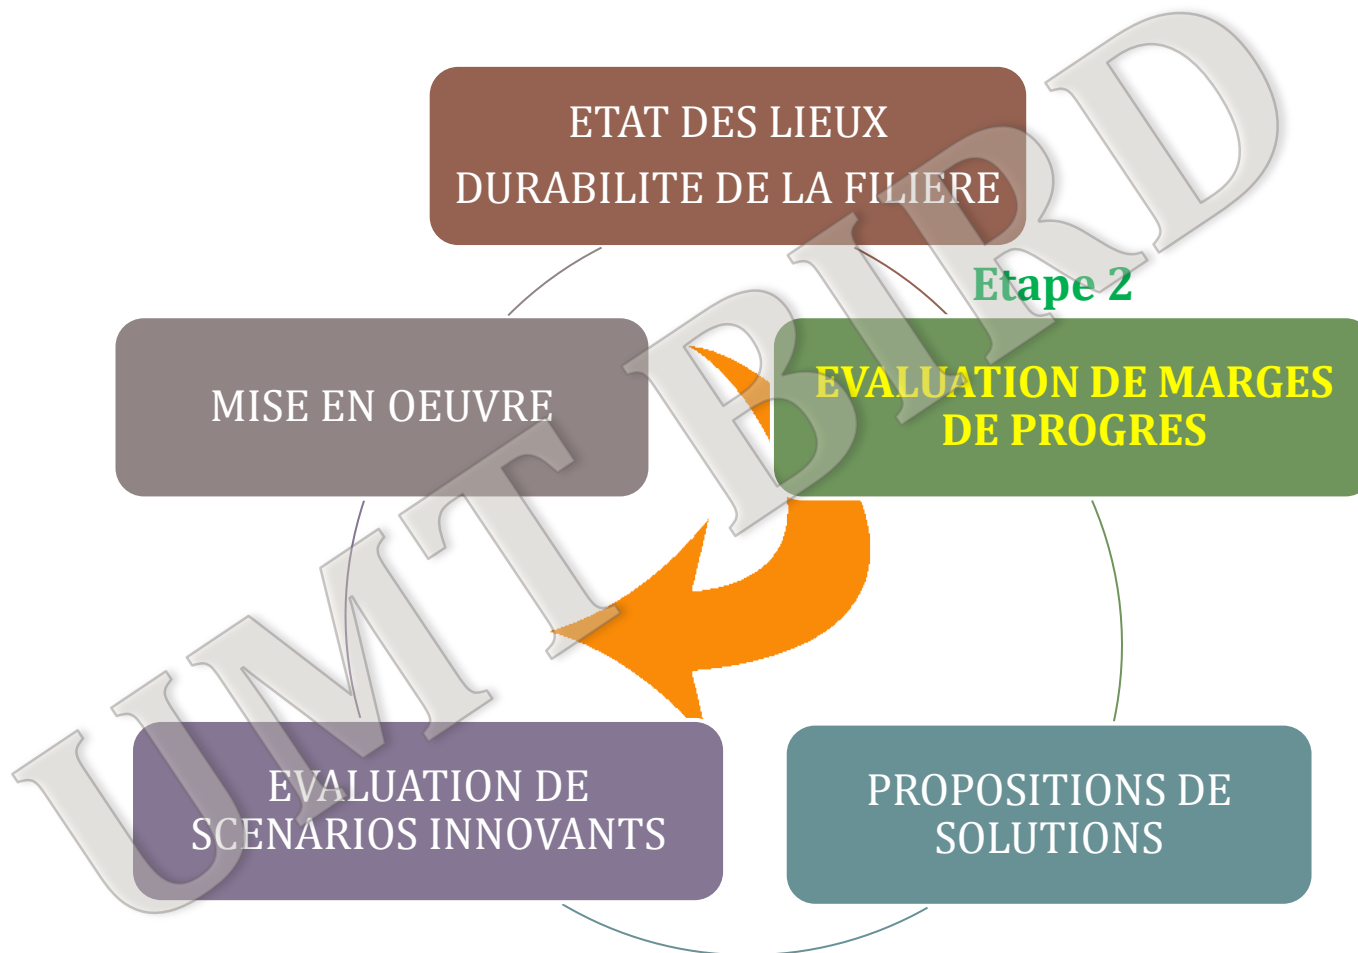 ETAT DES LIEUX
DURABILITE DE LA FILIERE
Etape 2
EVALUATION DE MARGES
DE PROGRES
MISE EN OEUVRE
PROPOSITIONS DE
SOLUTIONS
EVALUATION DE
SCENARIOS INNOVANTS
UMT BIRD